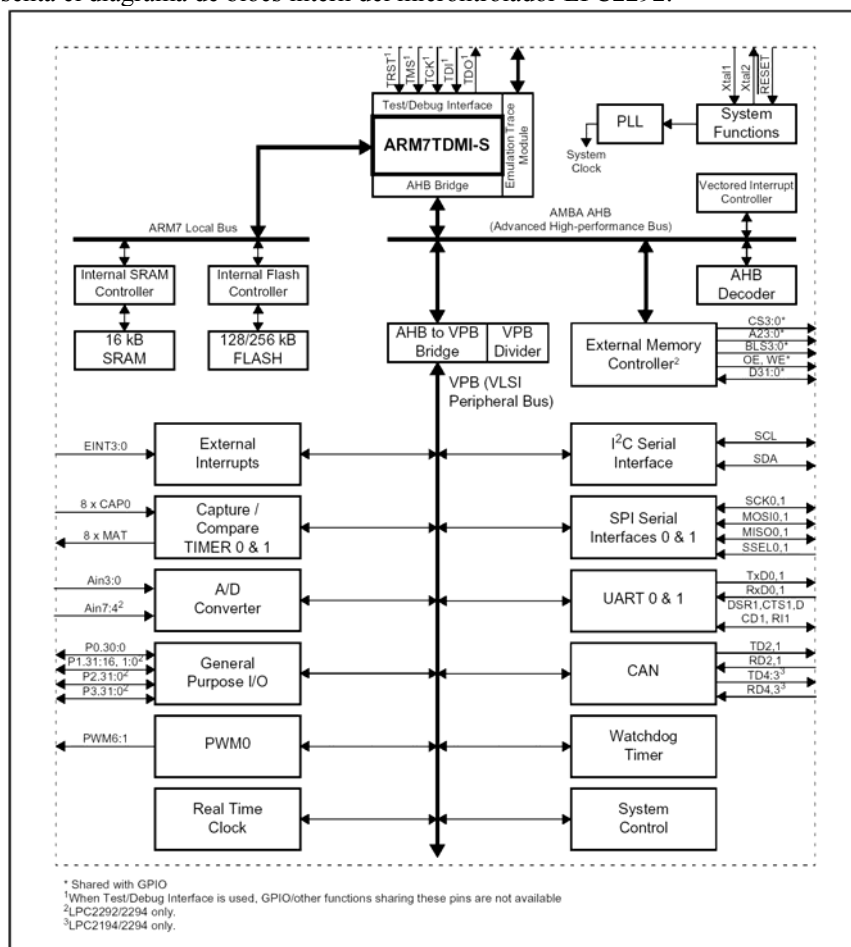 senta el diagrama de blocs intern del microntrolador LPC2292.
TRST¹
TMS¹
TCK¹
TDI¹
TDO¹
Xtal1
Xtal2
RESET
Test/Debug Interface
ARM7TDMI-S
AHB Bridge
Emulation Trace
Module
PLL
System
Functions
System
Clock
Vectored Interrupt
Controller
ARM7 Local Bus
AMBA AHB
(Advanced High-performance Bus)
Internal SRAM
Controller
Internal Flash
Controller
AHB
Decoder
16 kB
SRAM
128/256 kB
FLASH
AHB to VPB
Bridge
VPB
Divider
External Memory
Controller²
CS3:0*
A23:0*
BLS3:0*
OE, WE*
D31:0*
VPB (VLSI
Peripheral Bus)
EINT3:0
External
Interrupts
I²C Serial
Interface
SCL
SDA
8 x CAP0
8 x MAT
Capture /
Compare
TIMER 0 & 1
SPI Serial
Interfaces 0 & 1
SCK0,1
MOSI0,1
MISO0,1
SSEL0,1
Ain3:0
Ain7:4²
A/D
Converter
UART 0 & 1
TxD0,1
RxD0,1
DSR1,CTS1,D
CD1, RI1
P0.30:0
P1.31:16, 1:0²
P2.31:0²
P3.31:0²
General
Purpose I/O
CAN
TD2,1
RD2,1
TD4:3³
RD4,3³
PWM6:1
PWM0
Watchdog
Timer
Real Time
Clock
System
Control
* Shared with GPIO
¹When Test/Debug Interface is used, GPIO/other functions sharing these pins are not available
²LPC2292/2294 only.
³LPC2194/2294 only.